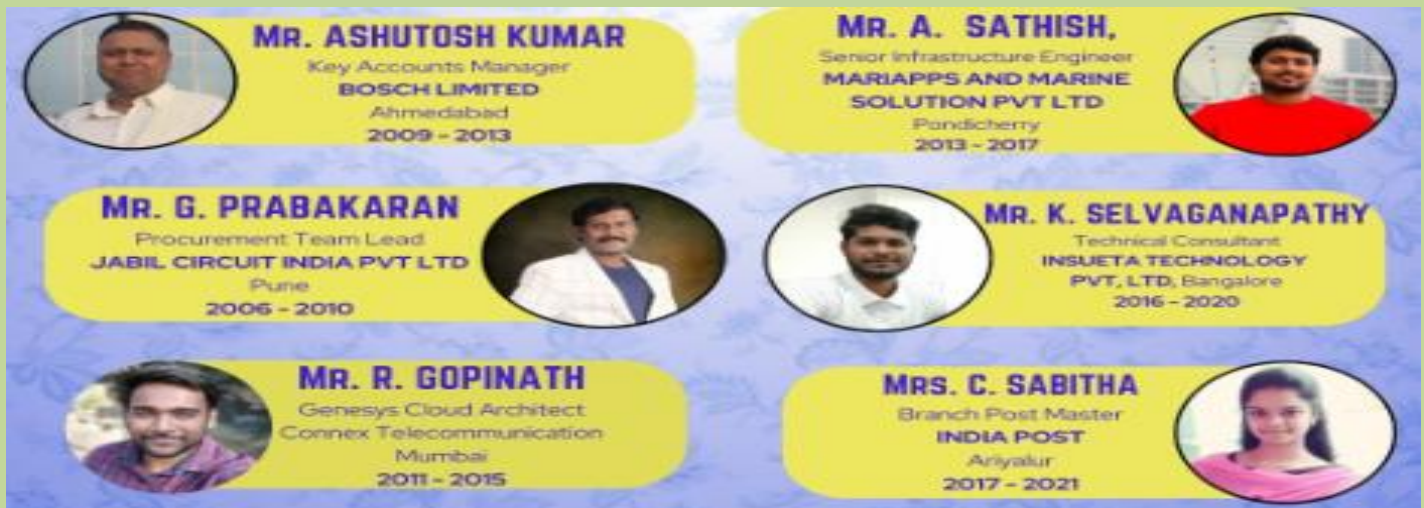 MR. ASHUTOSH KUMAR
Key Accounts Manager
BOSCH LIMITED
Ahmedabad
2009 - 2013
MR. A. SATHISH,
Senior Infrastructure Engineer
MARIAPPS AND MARINE
SOLUTION PVT LTD
Pondicherry
2013 - 2017
MR. G. PRABAKARAN
Procurement Team Lead
JABIL CIRCUIT INDIA PVT LTD
Pune
2006 - 2010
MR. K. SELVAGANAPATHY
Technical Consultant
INSUETA TECHNOLOGY
PVT, LTD, Bangalore
2016 - 2020
MR. R. GOPINATH
Genesys Cloud Architect
Connex Telecommunication
Mumbai
2011 - 2015
MRS. C. SABITHA
Branch Post Master
INDIA POST
Ariyalur
2017 - 2021